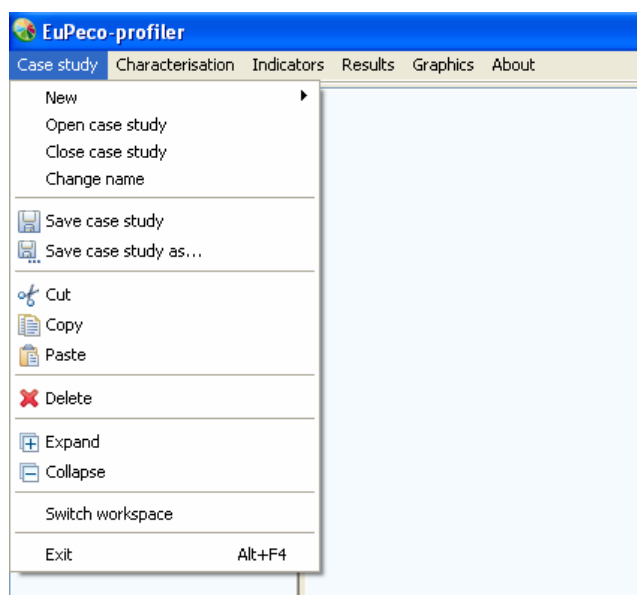 EuPeco-profiler
Case study Characterisation Indicators Results Graphics About
New
Open case study
Close case study
Change name
Save case study
Save case study as...
Cut
Copy
Paste
Delete
Expand
Collapse
Switch workspace
Exit Alt+F4